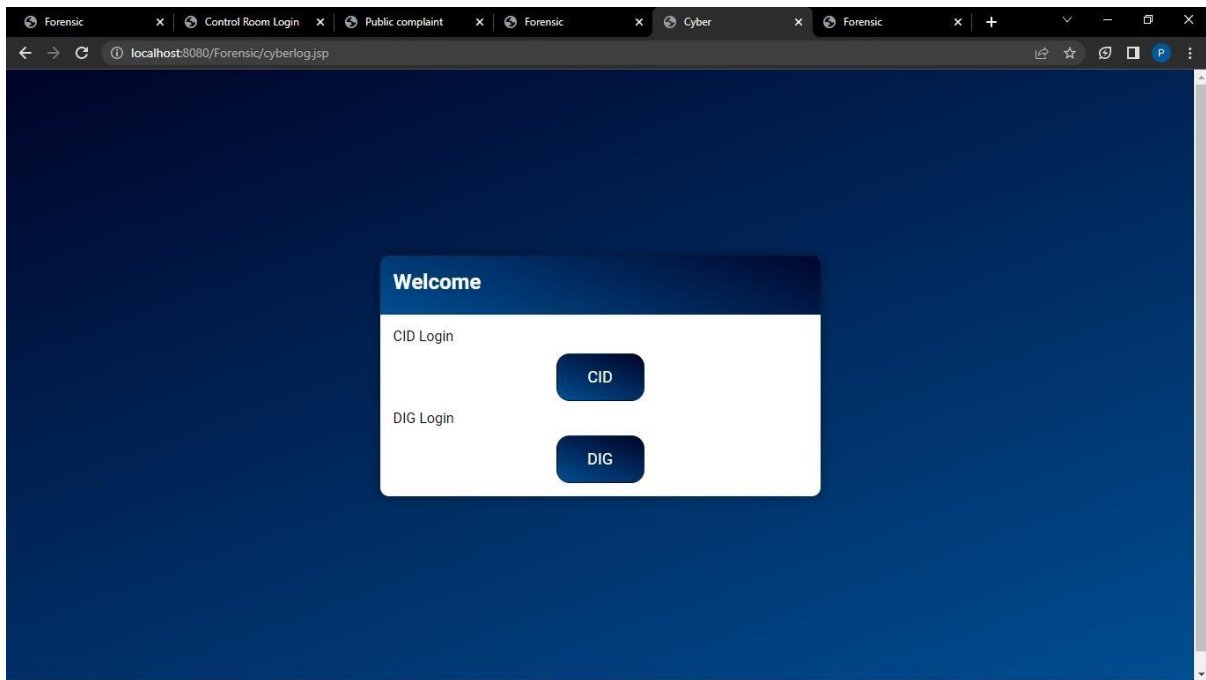 Forensic Control Room Login Public complaint Forensic Cyber Forensic
localhost:8080/Forensic/cyberlog.jsp P
Welcome
CID Login
CID
DIG Login
DIG